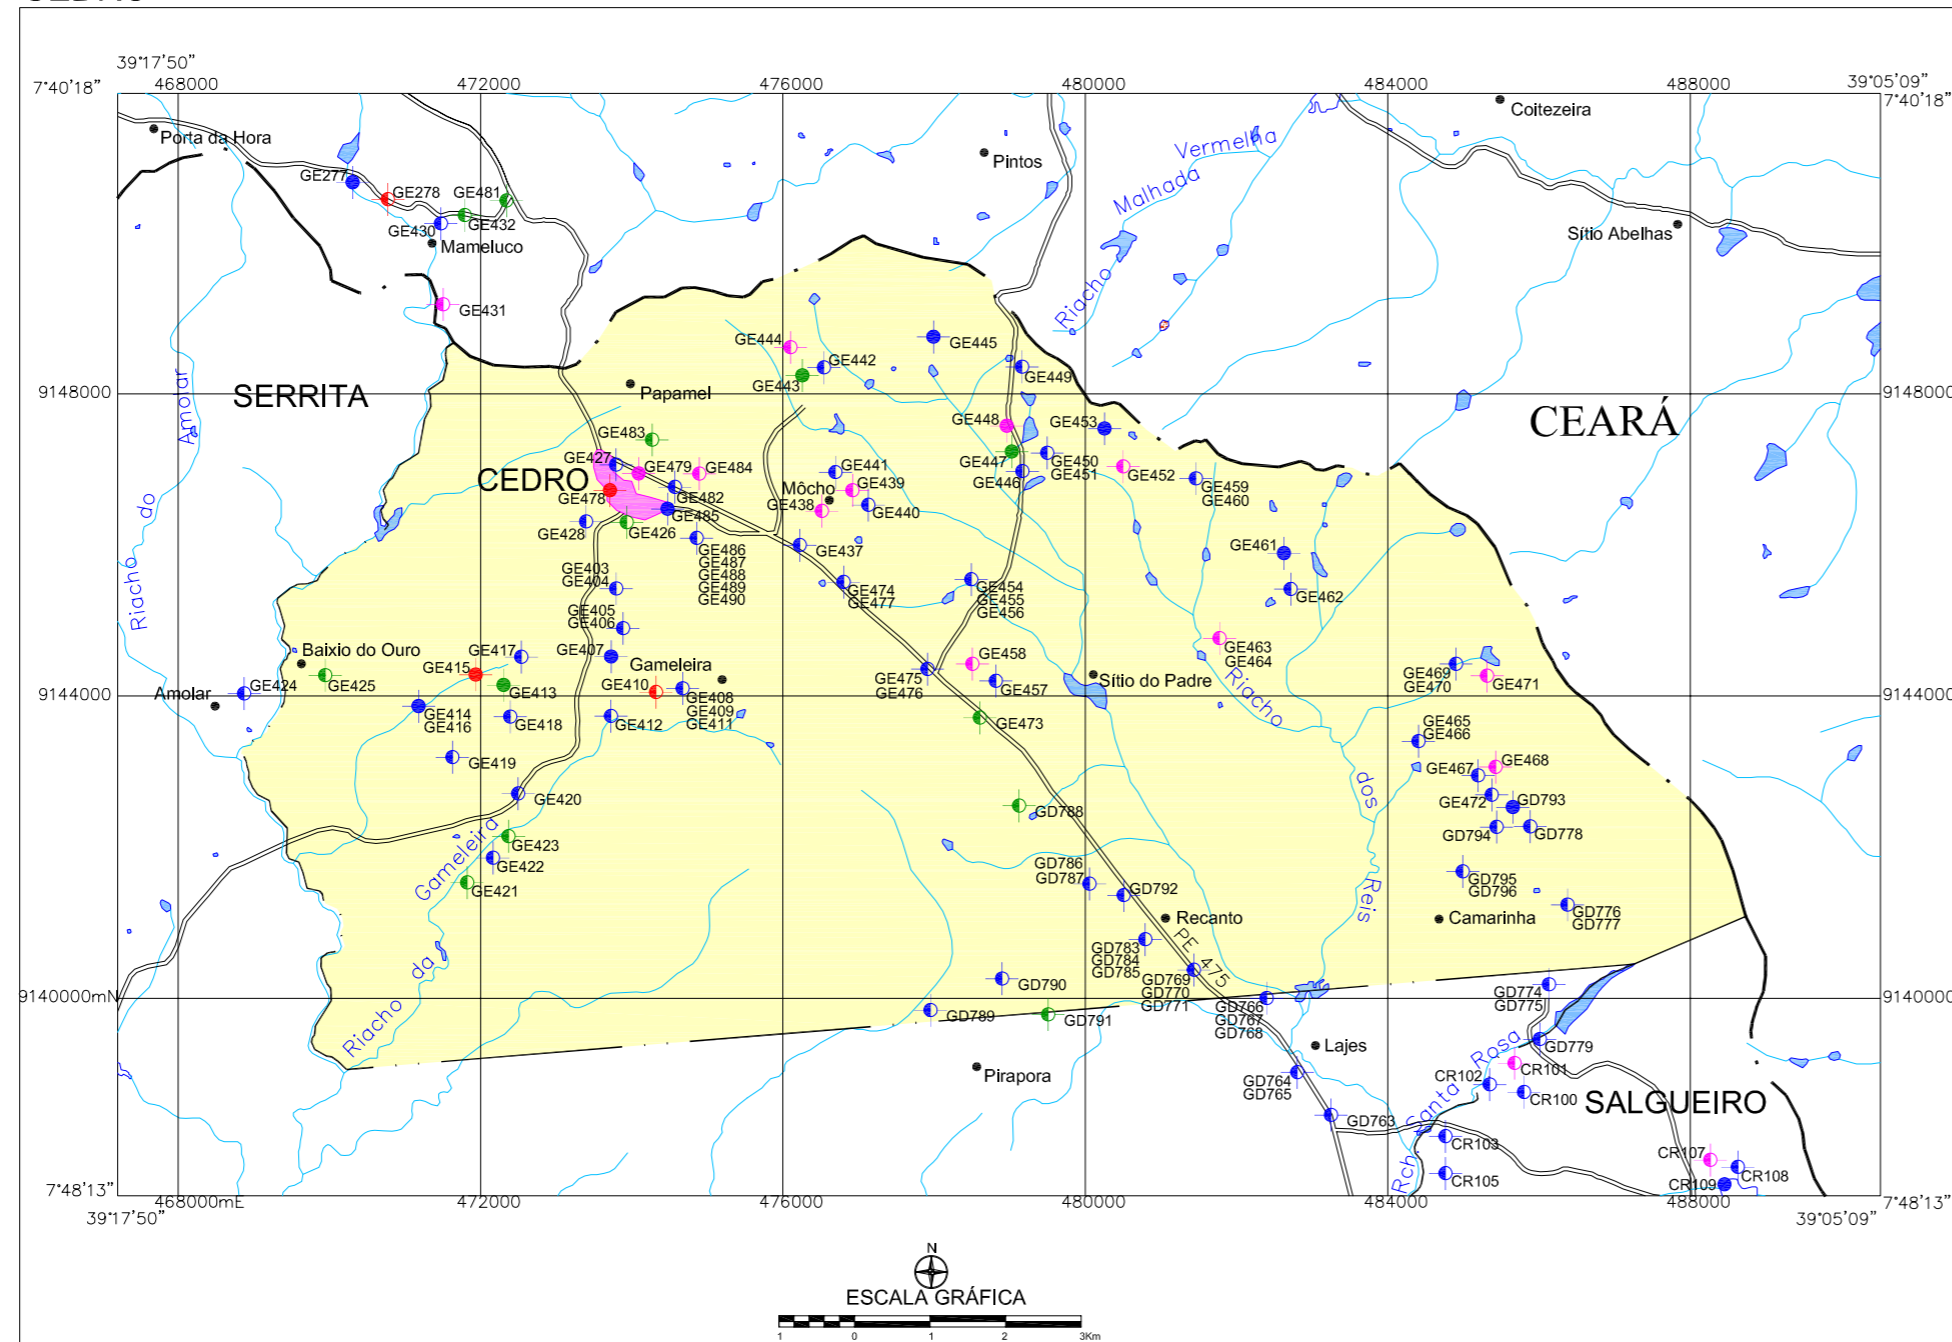 39°17'50"
7°40'18"
468000
472000
476000
480000
484000
488000
39°05'09"
7°40'18"
Coitezeira
Porta da Hora
Pintos
Vermelha
Malhada
Riacho
GE277
GE278
GE481
GE430
GE432
Mameluco
Sítio Abelhas
GE431
GE444
GE442
GE445
GE443
GE449
9148000
SERRITA
Papamel
CEARÁ
9148000
Riacho do
Amolar
GE483
GE448
GE453
GE447
GE450
GE451
GE446
GE452
GE427
CEDRO
GE479
GE484
GE441
GE439
Môcho
GE478
GE482
GE438
GE440
GE459
GE460
GE485
GE428
GE426
GE437
GE486
GE487
GE488
GE489
GE490
GE461
GE403
GE404
GE474
GE477
GE454
GE455
GE456
GE462
GE405
GE406
GE463
GE464
Baixio do Ouro
GE417
GE407
Gameleira
GE458
GE469
GE470
GE471
GE415
GE410
GE475
GE476
GE457
Sítio do Padre
GE424
GE425
GE413
GE408
GE409
GE411
9144000
Amolar
9144000
GE414
GE416
GE418
GE412
GE473
Riacho
dos
Reis
GE465
GE466
GE419
GE467
GE468
GE420
GE472
GD793
GD788
GD794
GD778
GE423
GE422
GE421
Riacho
da
Gameleira
GD786
GD787
GD792
GD795
GD796
GD776
GD777
Recanto
Camarinha
PE 475
GD783
GD784
GD785
GD790
GD769
GD770
GD771
9140000mN
GD789
GD791
GD766
GD767
GD768
GD774
GD775
9140000
Lajes
GD779
Pirapora
GD764
GD765
CR102
CR101
CR100
SALGUEIRO
Rch
Santa Rosa
GD763
CR103
CR105
CR107
CR108
CR109
7°48'13"
468000mE
472000
476000
480000
484000
488000
7°48'13"
39°17'50"
39°05'09"
N
ESCALA GRÁFICA
1 0 1 2 3Km